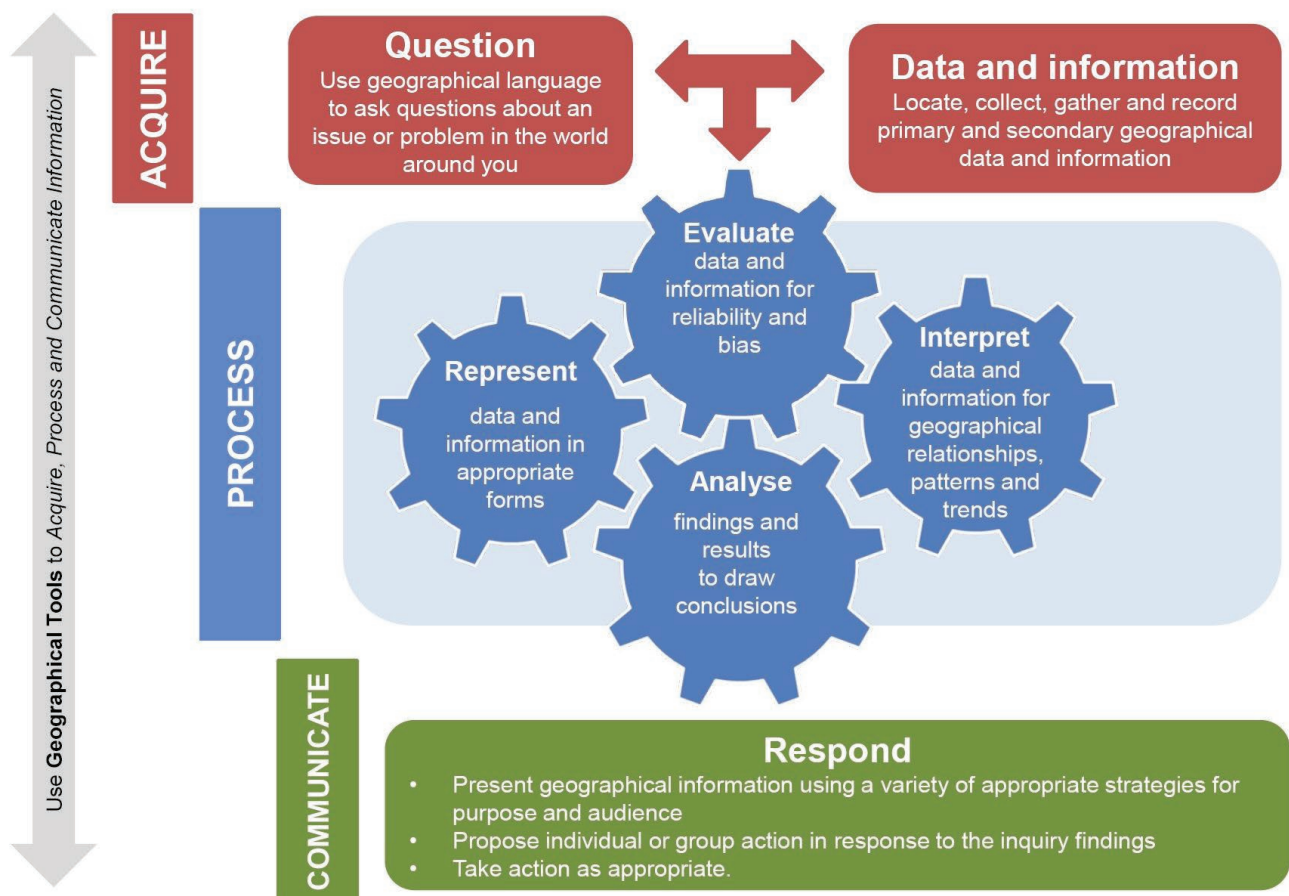 Use Geographical Tools to Acquire, Process and Communicate Information
ACQUIRE
Question
Use geographical language
to ask questions about an
issue or problem in the world
around you
Data and information
Locate, collect, gather and record
primary and secondary geographical
data and information
PROCESS
Evaluate
data and
information for
reliability and
bias
Represent
data and
information in
appropriate
forms
Interpret
data and
information for
geographical
relationships,
patterns and
trends
Analyse
findings and
results
to draw
conclusions
COMMUNICATE
Respond
• Present geographical information using a variety of appropriate strategies for
purpose and audience
• Propose individual or group action in response to the inquiry findings
• Take action as appropriate.